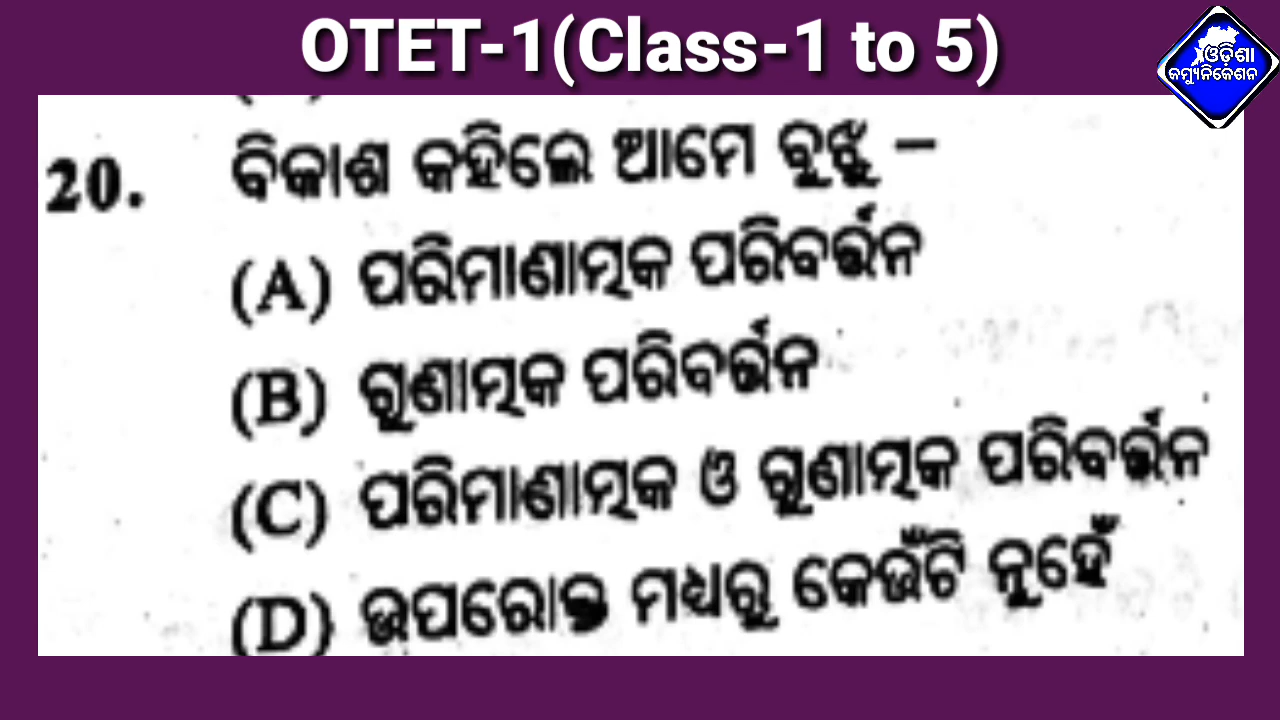 OTET-1(Class-1 to 5)
ଓଡ଼ିଶା
କମ୍ୟୁନିକେଶନ
20. ବିକାଶ କହିଲେ ଆମେ ବୁଝୁ –
(A) ପରିମାଣାତ୍ମକ ପରିବର୍ତ୍ତନ
(B) ଗୁଣାତ୍ମକ ପରିବର୍ତ୍ତନ
(C) ପରିମାଣାତ୍ମକ ଓ ଗୁଣାତ୍ମକ ପରିବର୍ତ୍ତନ
(D) ଉପରୋକ୍ତ ମଧ୍ୟରୁ କେଉଁଟି ନୁହେଁ